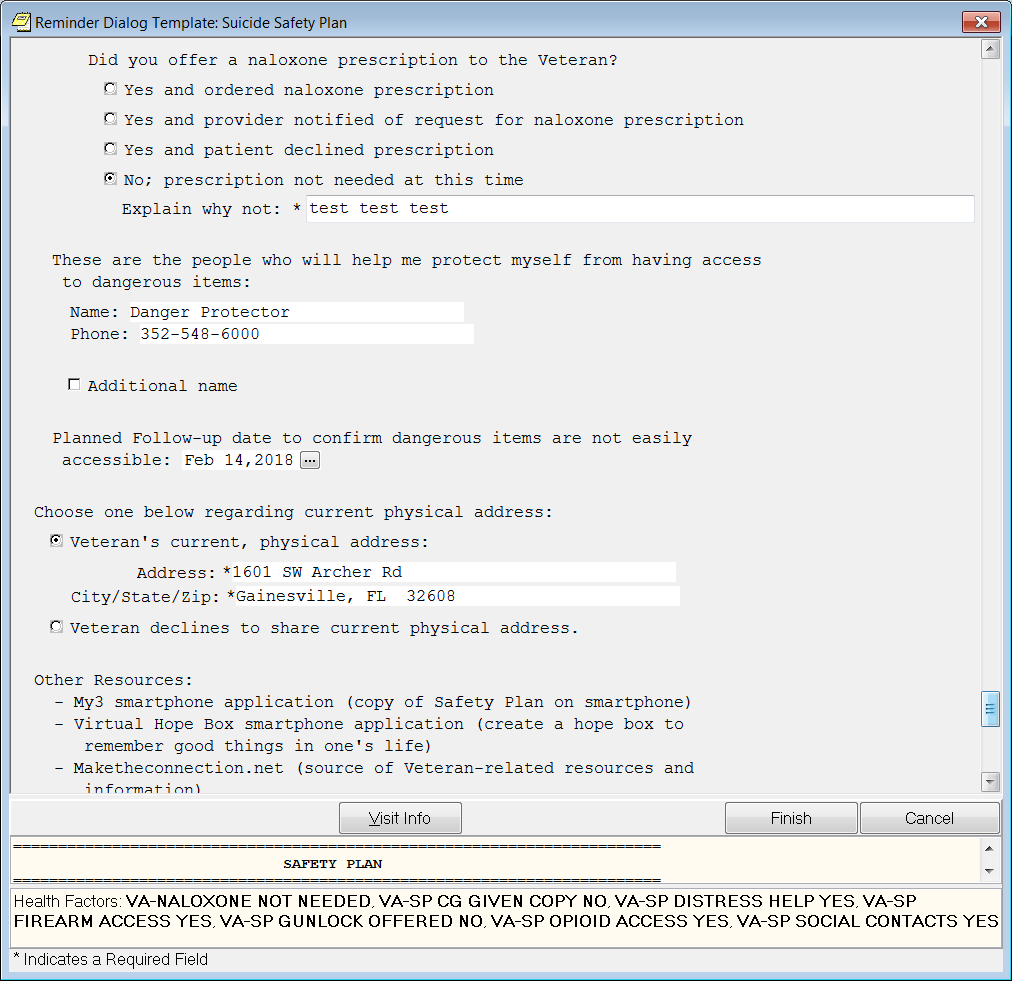 Reminder Dialog Template: Suicide Safety Plan
Did you offer a naloxone prescription to the Veteran?
Yes and ordered naloxone prescription
Yes and provider notified of request for naloxone prescription
Yes and patient declined prescription
No; prescription not needed at this time
Explain why not: * test test test
These are the people who will help me protect myself from having access
to dangerous items:
Name: Danger Protector
Phone: 352-548-6000
Additional name
Planned Follow-up date to confirm dangerous items are not easily
accessible: Feb 14,2018 ...
Choose one below regarding current physical address:
Veteran's current, physical address:
Address: *1601 SW Archer Rd
City/State/Zip: *Gainesville, FL  32608
Veteran declines to share current physical address.
Other Resources:
- My3 smartphone application (copy of Safety Plan on smartphone)
- Virtual Hope Box smartphone application (create a hope box to
remember good things in one's life)
- Maketheconnection.net (source of Veteran-related resources and
information)
Visit Info Finish Cancel
========================================================================
SAFETY PLAN
========================================================================
Health Factors: VA-NALOXONE NOT NEEDED, VA-SP CG GIVEN COPY NO, VA-SP DISTRESS HELP YES, VA-SP
FIREARM ACCESS YES, VA-SP GUNLOCK OFFERED NO, VA-SP OPIOID ACCESS YES, VA-SP SOCIAL CONTACTS YES
* Indicates a Required Field